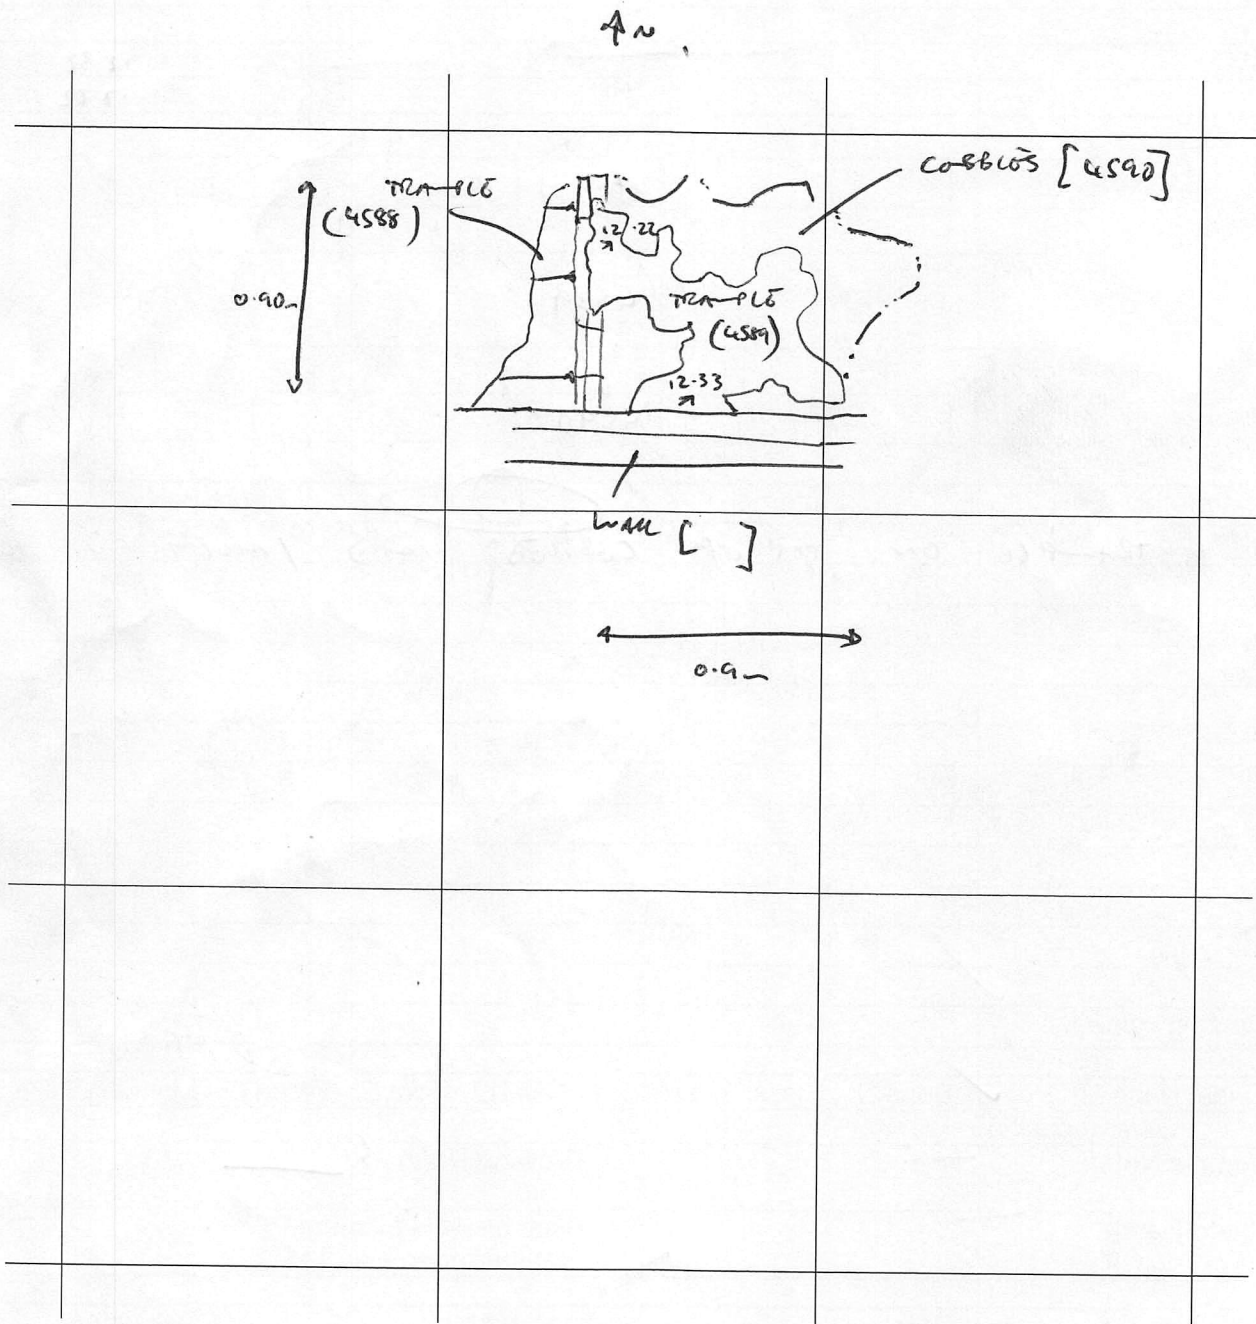 N
COBBLES [4590]
TRAMPLE
(4588)
12.22
0.90m
TRAMPLE
(4589)
12.33
WALL [ ]
0.9m